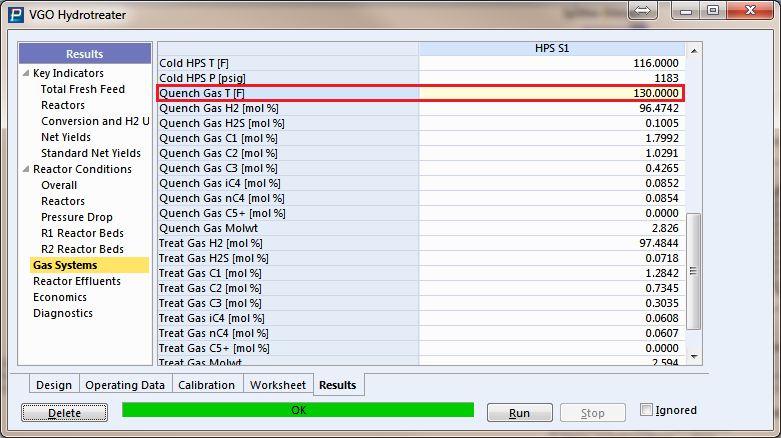 VGO Hydrotreater
Results
Key Indicators
Total Fresh Feed
Reactors
Conversion and H2 U
Net Yields
Standard Net Yields
Reactor Conditions
Overall
Reactors
Pressure Drop
R1 Reactor Beds
R2 Reactor Beds
Gas Systems
Reactor Effluents
Economics
Diagnostics
HPS S1
Cold HPS T [F] 116.0000
Cold HPS P [psig] 1183
Quench Gas T [F] 130.0000
Quench Gas H2 [mol %] 96.4742
Quench Gas H2S [mol %] 0.1005
Quench Gas C1 [mol %] 1.7992
Quench Gas C2 [mol %] 1.0291
Quench Gas C3 [mol %] 0.4265
Quench Gas iC4 [mol %] 0.0852
Quench Gas nC4 [mol %] 0.0854
Quench Gas C5+ [mol %] 0.0000
Quench Gas Molwt 2.826
Treat Gas H2 [mol %] 97.4844
Treat Gas H2S [mol %] 0.0718
Treat Gas C1 [mol %] 1.2842
Treat Gas C2 [mol %] 0.7345
Treat Gas C3 [mol %] 0.3035
Treat Gas iC4 [mol %] 0.0608
Treat Gas nC4 [mol %] 0.0607
Treat Gas C5+ [mol %] 0.0000
Treat Gas Molwt 2.594
Design Operating Data Calibration Worksheet Results
Delete OK Run Stop Ignored